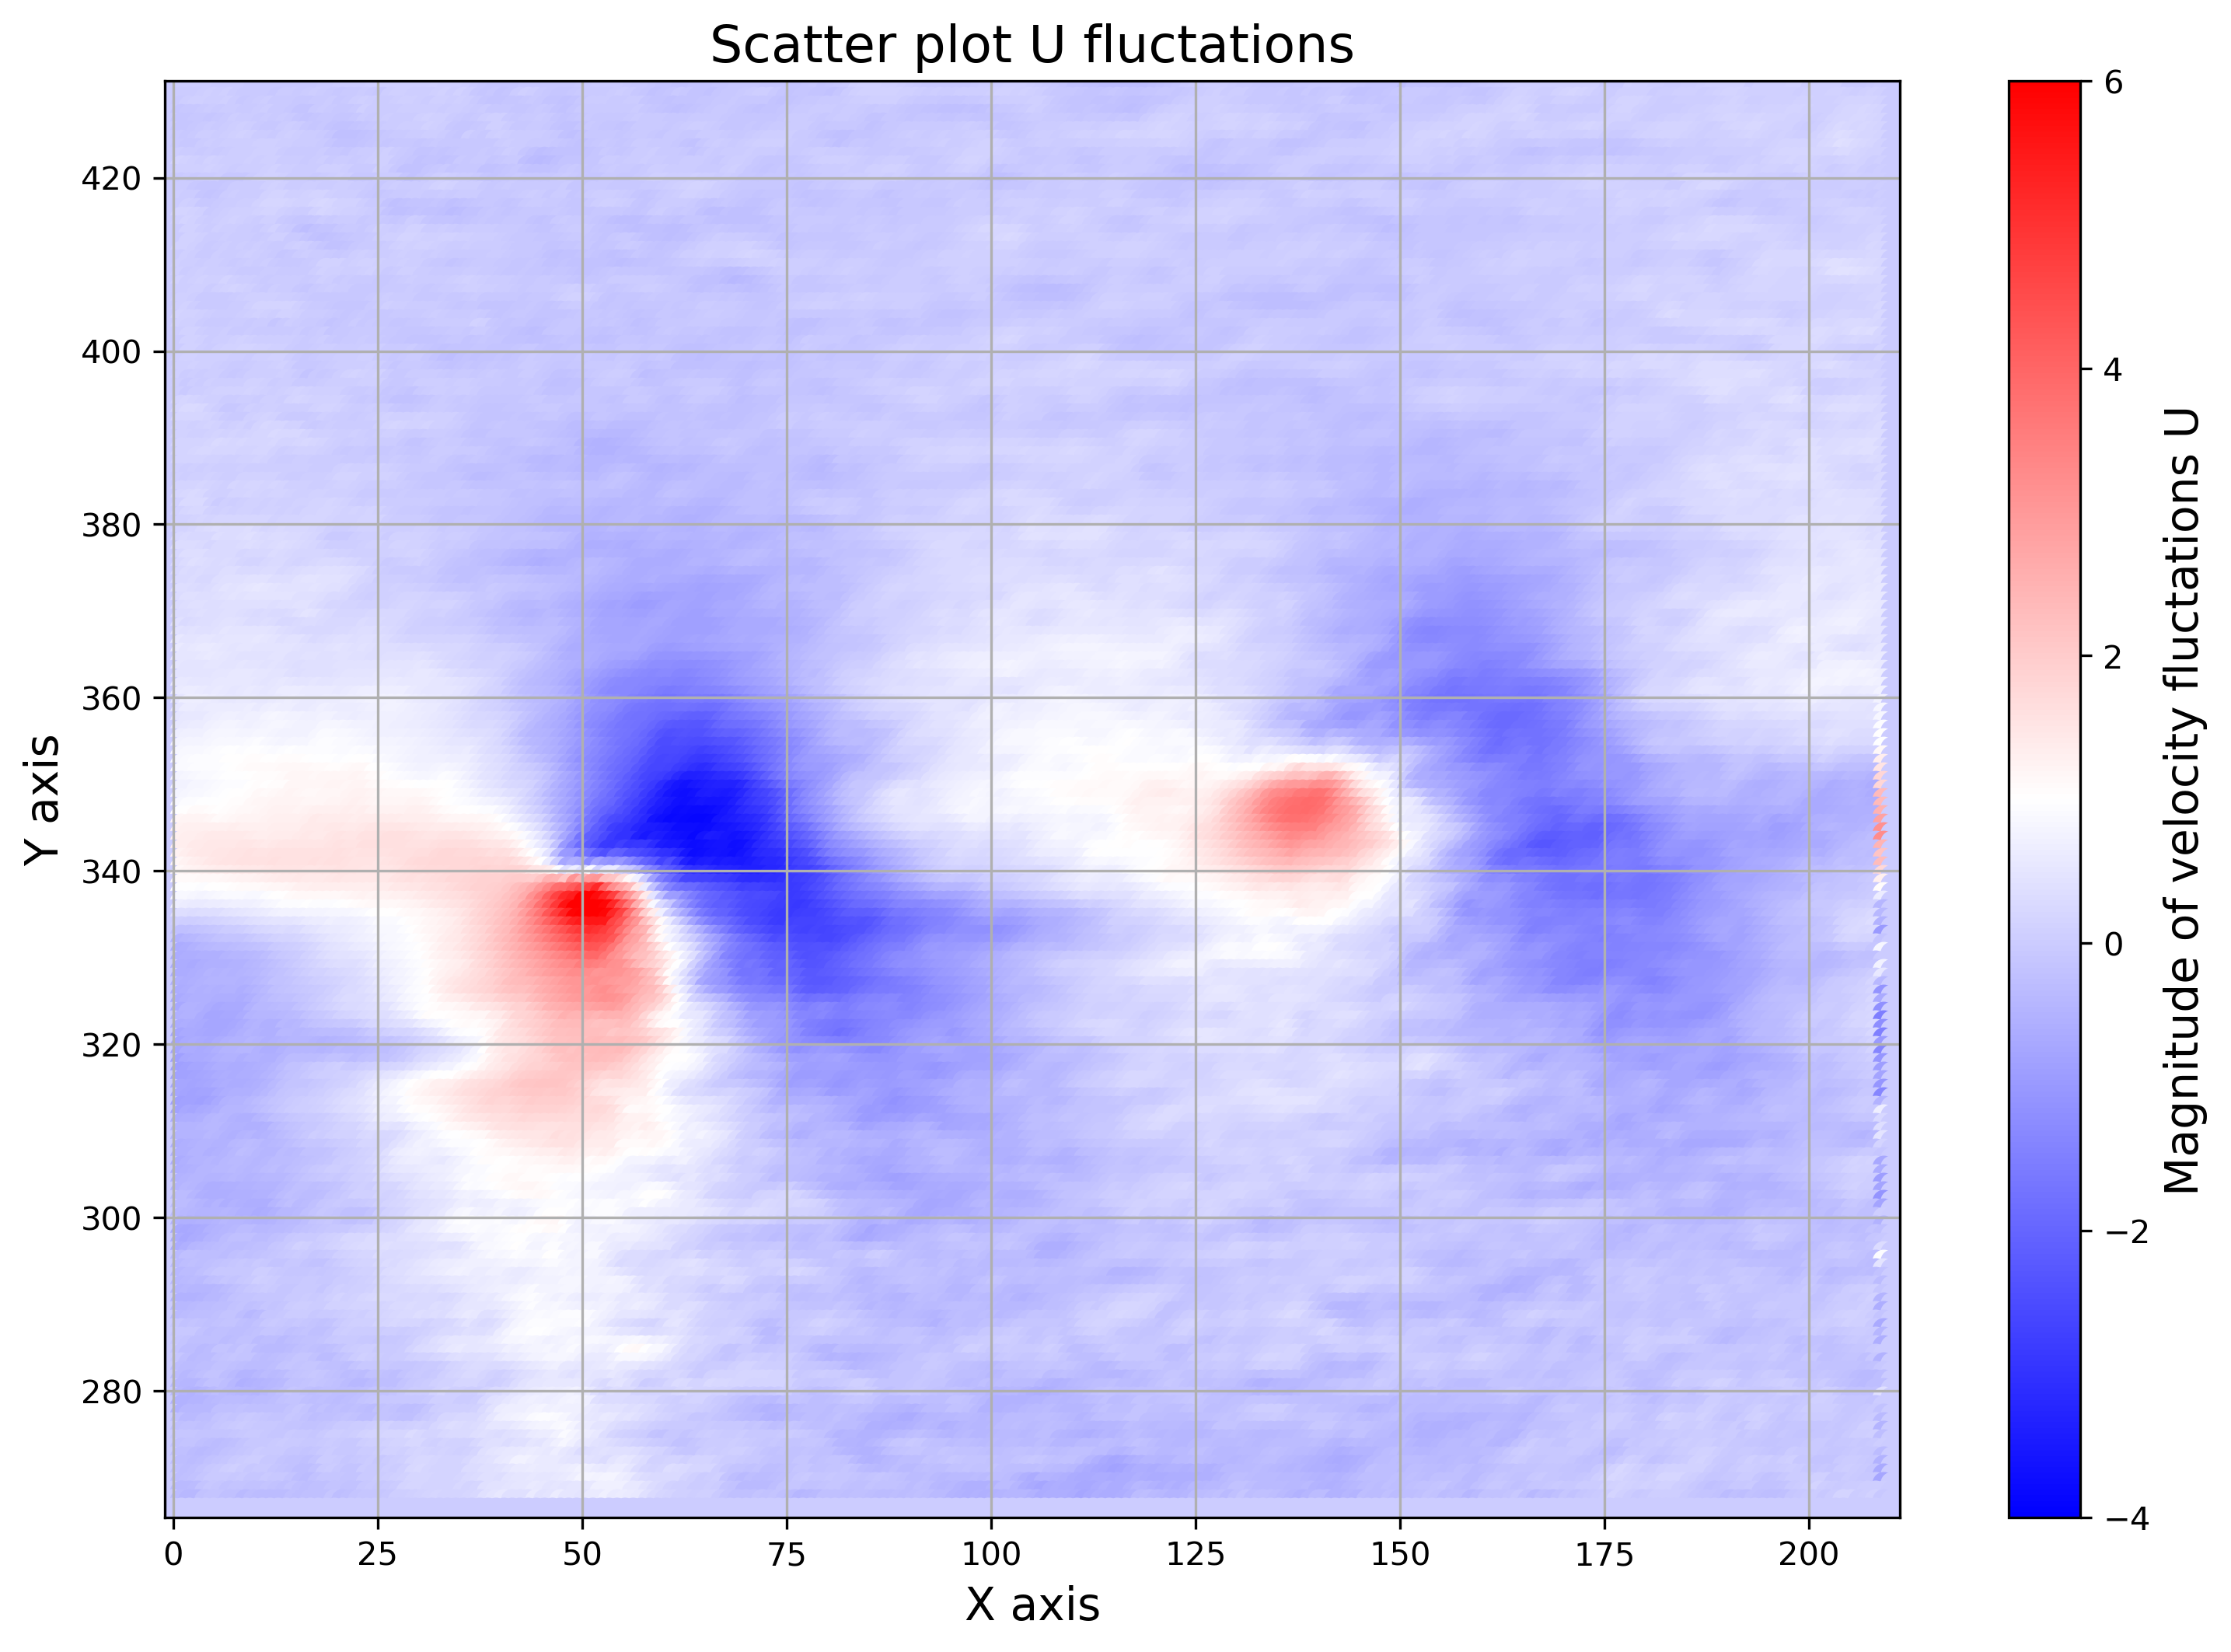 Scatter plot U fluctations
Y axis
420
400
380
360
340
320
300
280
0 25 50 75 100 125 150 175 200
X axis
6
4
2
0
−2
−4
Magnitude of velocity fluctations U